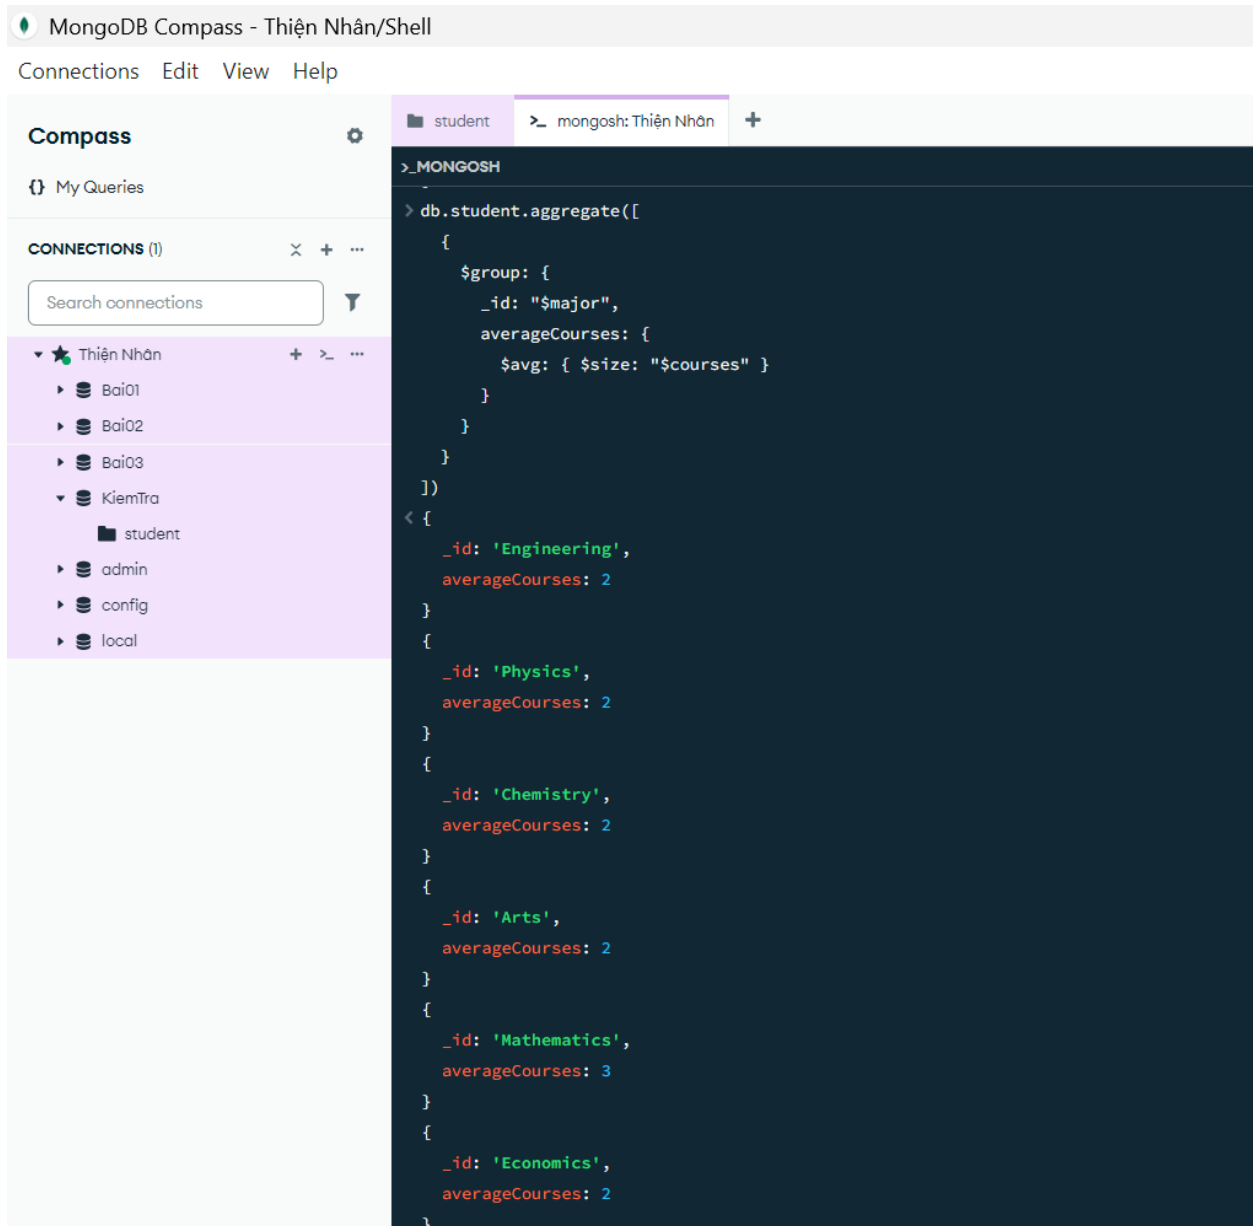 MongoDB Compass - Thiện Nhân/Shell
Connections Edit View Help
Compass
{} My Queries
CONNECTIONS (1)
Search connections
Thiện Nhân
Bai01
Bai02
Bai03
KiemTra
student
admin
config
local
student
>_ mongosh: Thiện Nhân
>_MONGOSH
> db.student.aggregate([
{
$group: {
_id: "$major",
averageCourses: {
$avg: { $size: "$courses" }
}
}
}
])
< {
_id: 'Engineering',
averageCourses: 2
}
{
_id: 'Physics',
averageCourses: 2
}
{
_id: 'Chemistry',
averageCourses: 2
}
{
_id: 'Arts',
averageCourses: 2
}
{
_id: 'Mathematics',
averageCourses: 3
}
{
_id: 'Economics',
averageCourses: 2
}